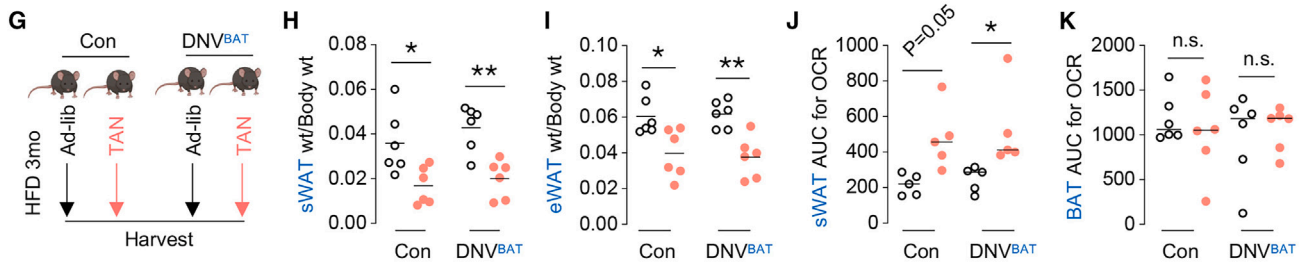 G
Con
DNVBAT
HFD 3mo
Ad-lib
TAN
Ad-lib
TAN
Harvest
H
sWAT wt/Body wt
0.08
0.06
0.04
0.02
0.00
*
**
Con
DNVBAT
I
eWAT wt/Body wt
0.10
0.08
0.06
0.04
0.02
0.00
*
**
Con
DNVBAT
J
sWAT AUC for OCR
1000
800
600
400
200
0
P=0.05
*
Con
DNVBAT
K
BAT AUC for OCR
2000
1500
1000
500
0
n.s.
n.s.
Con
DNVBAT